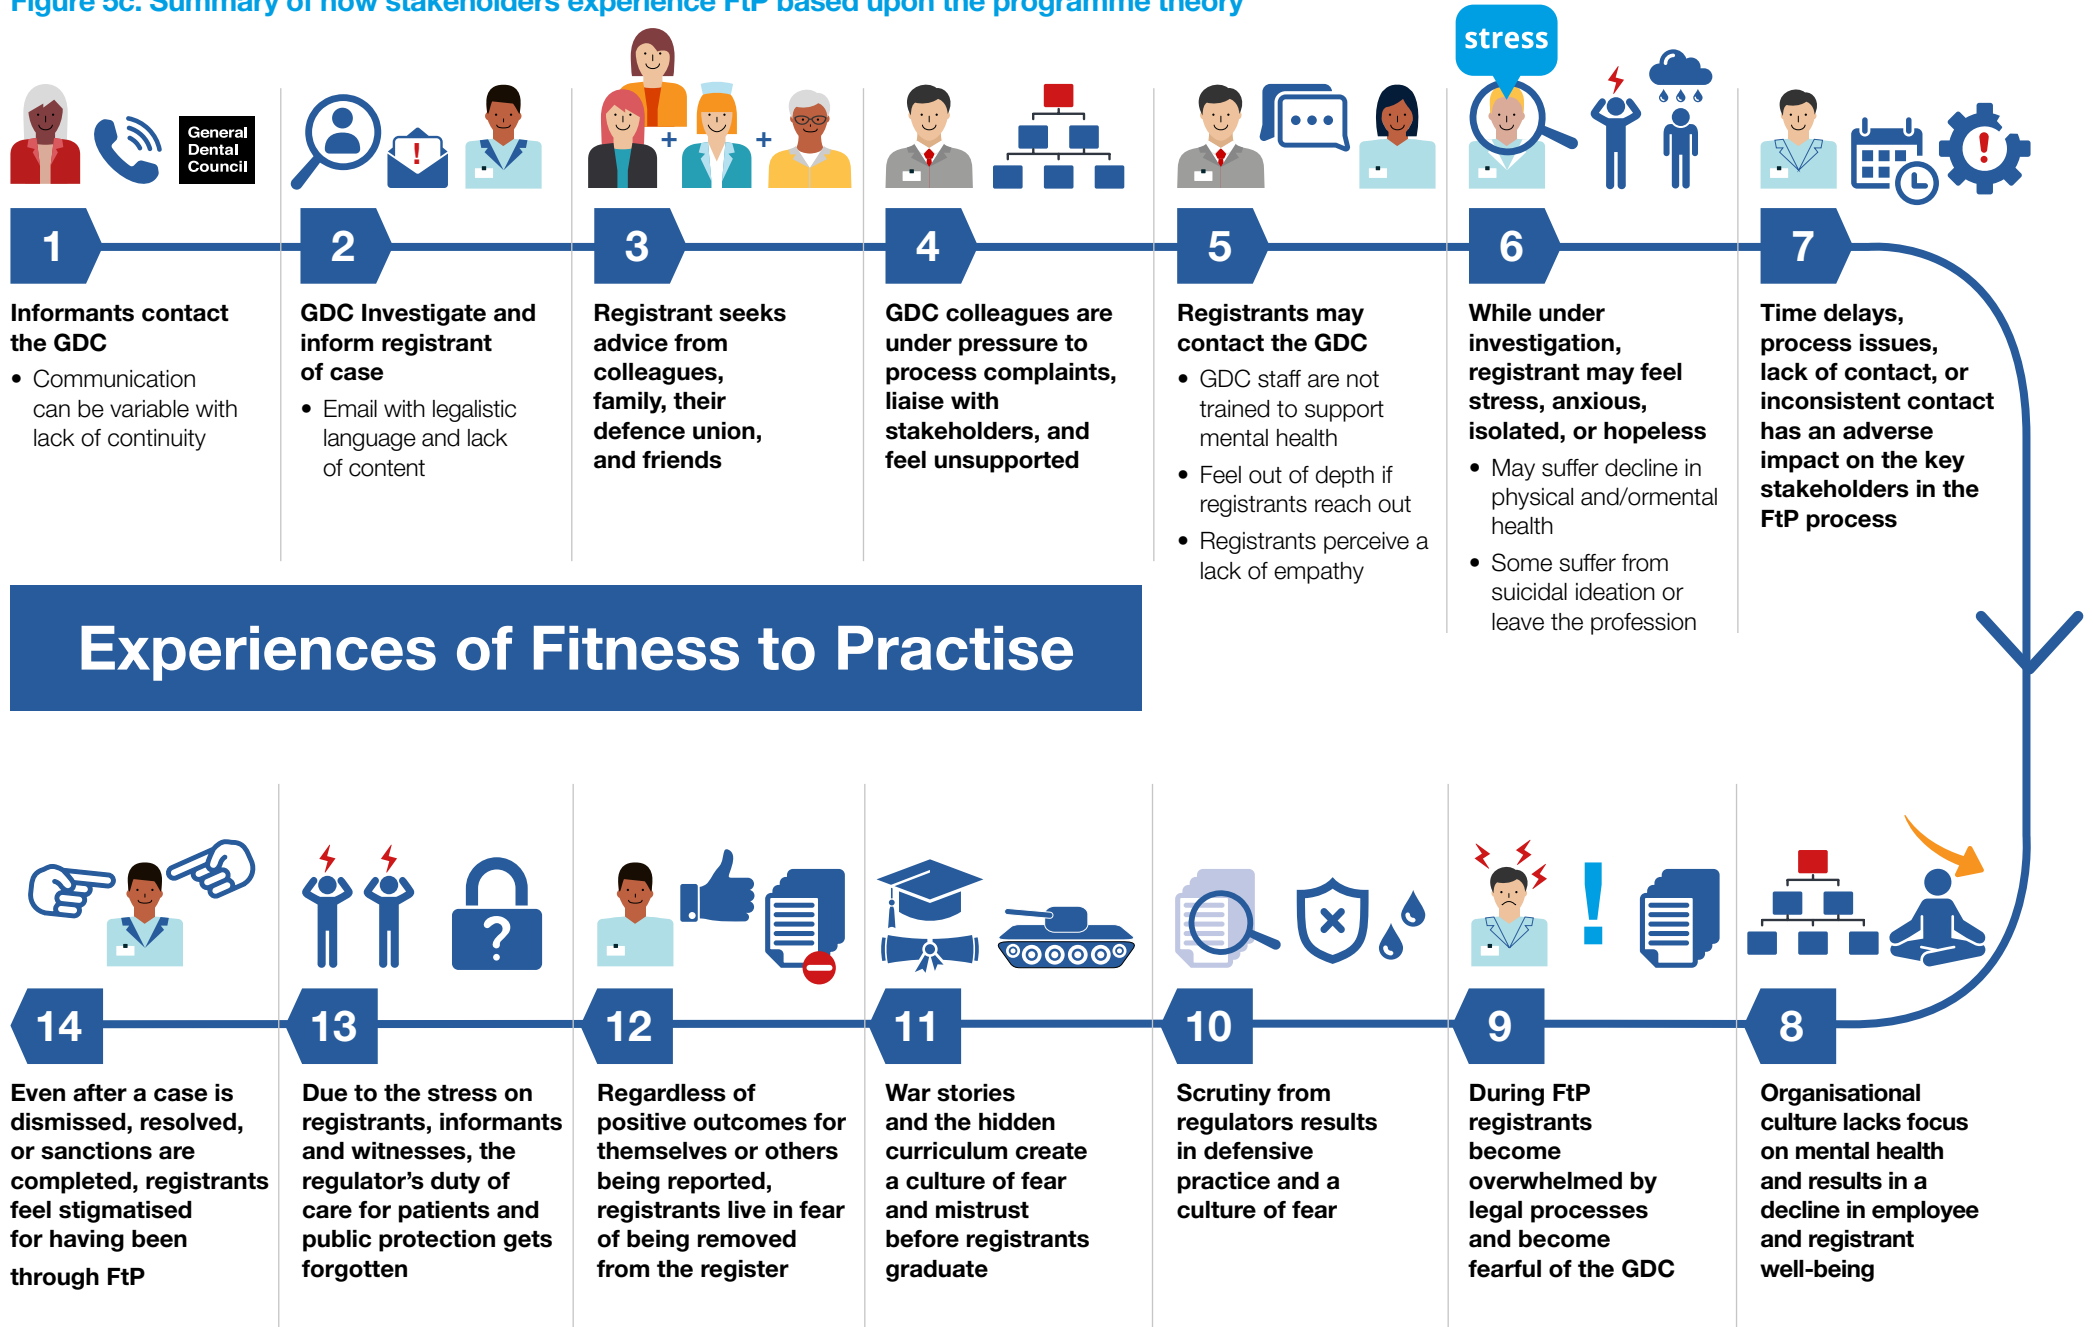 Figure 5c. Summary of how stakeholders experience FtP based upon the programme theory
General
Dental
Council
stress
1
Informants contact
the GDC
• Communication
can be variable with
lack of continuity
2
GDC Investigate and
inform registrant
of case
• Email with legalistic
language and lack
of content
3
Registrant seeks
advice from
colleagues,
family, their
defence union,
and friends
4
GDC colleagues are
under pressure to
process complaints,
liaise with
stakeholders, and
feel unsupported
5
Registrants may
contact the GDC
• GDC staff are not
trained to support
mental health
• Feel out of depth if
registrants reach out
• Registrants perceive a
lack of empathy
6
While under
investigation,
registrant may feel
stress, anxious,
isolated, or hopeless
• May suffer decline in
physical and/ormental
health
• Some suffer from
suicidal ideation or
leave the profession
7
Time delays,
process issues,
lack of contact, or
inconsistent contact
has an adverse
impact on the key
stakeholders in the
FtP process
Experiences of Fitness to Practise
14
Even after a case is
dismissed, resolved,
or sanctions are
completed, registrants
feel stigmatised
for having been
through FtP
13
Due to the stress on
registrants, informants
and witnesses, the
regulator's duty of
care for patients and
public protection gets
forgotten
12
Regardless of
positive outcomes for
themselves or others
being reported,
registrants live in fear
of being removed
from the register
11
War stories
and the hidden
curriculum create
a culture of fear
and mistrust
before registrants
graduate
10
Scrutiny from
regulators results
in defensive
practice and a
culture of fear
9
During FtP
registrants
become
overwhelmed by
legal processes
and become
fearful of the GDC
8
Organisational
culture lacks focus
on mental health
and results in a
decline in employee
and registrant
well-being